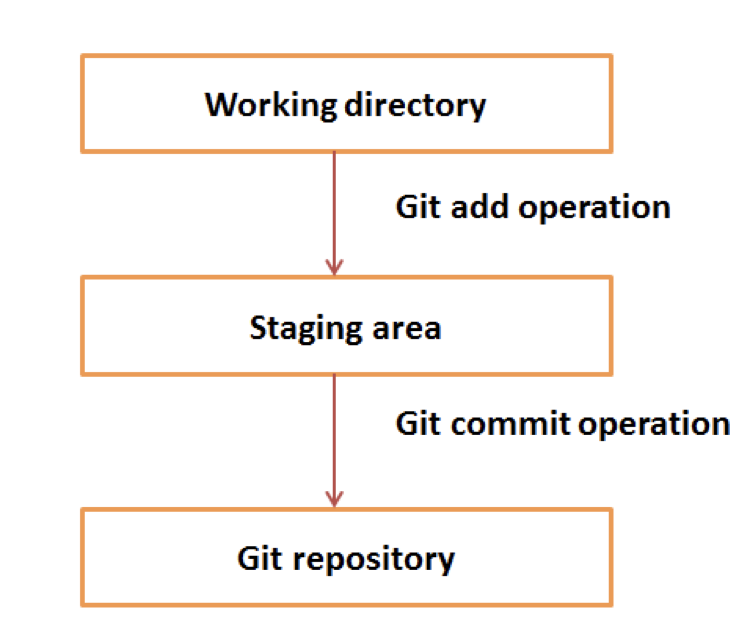 Working directory
Git add operation
Staging area
Git commit operation
Git repository